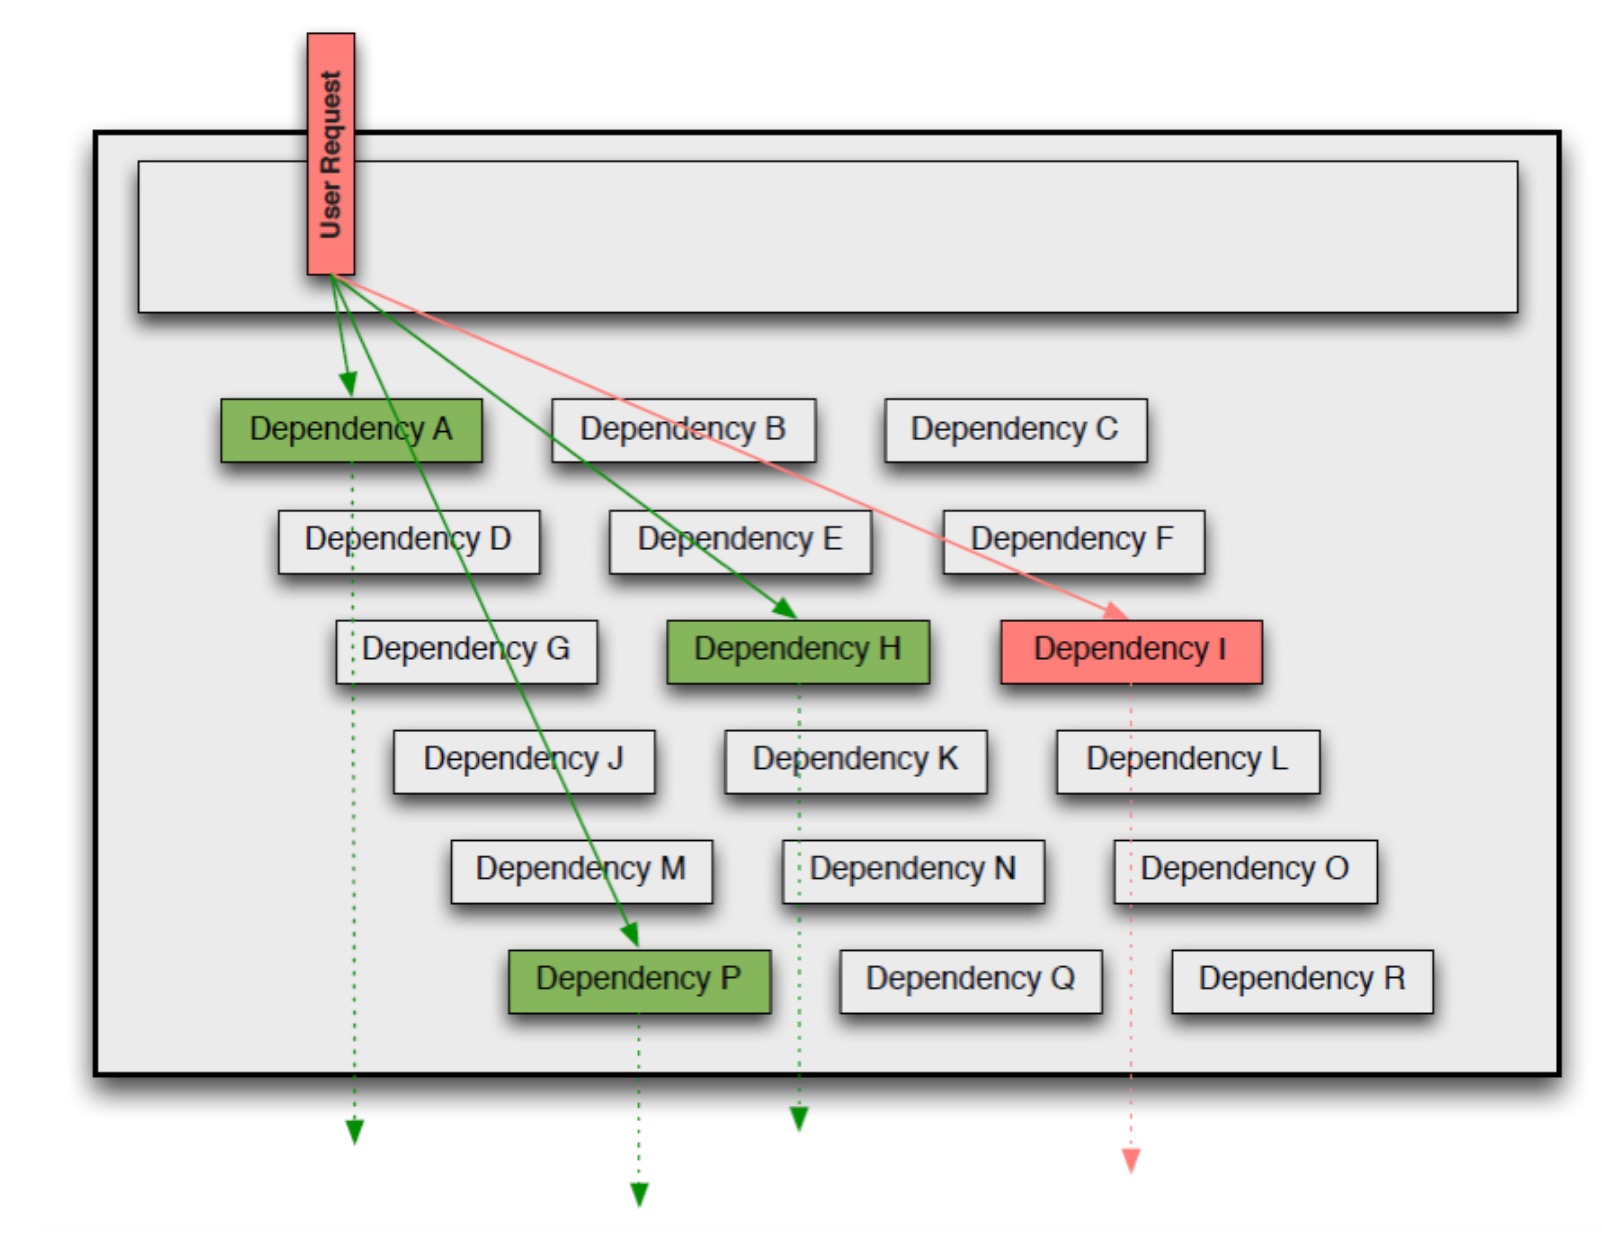 User Request
Dependency A
Dependency B
Dependency C
Dependency D
Dependency E
Dependency F
Dependency G
Dependency H
Dependency I
Dependency J
Dependency K
Dependency L
Dependency M
Dependency N
Dependency O
Dependency P
Dependency Q
Dependency R